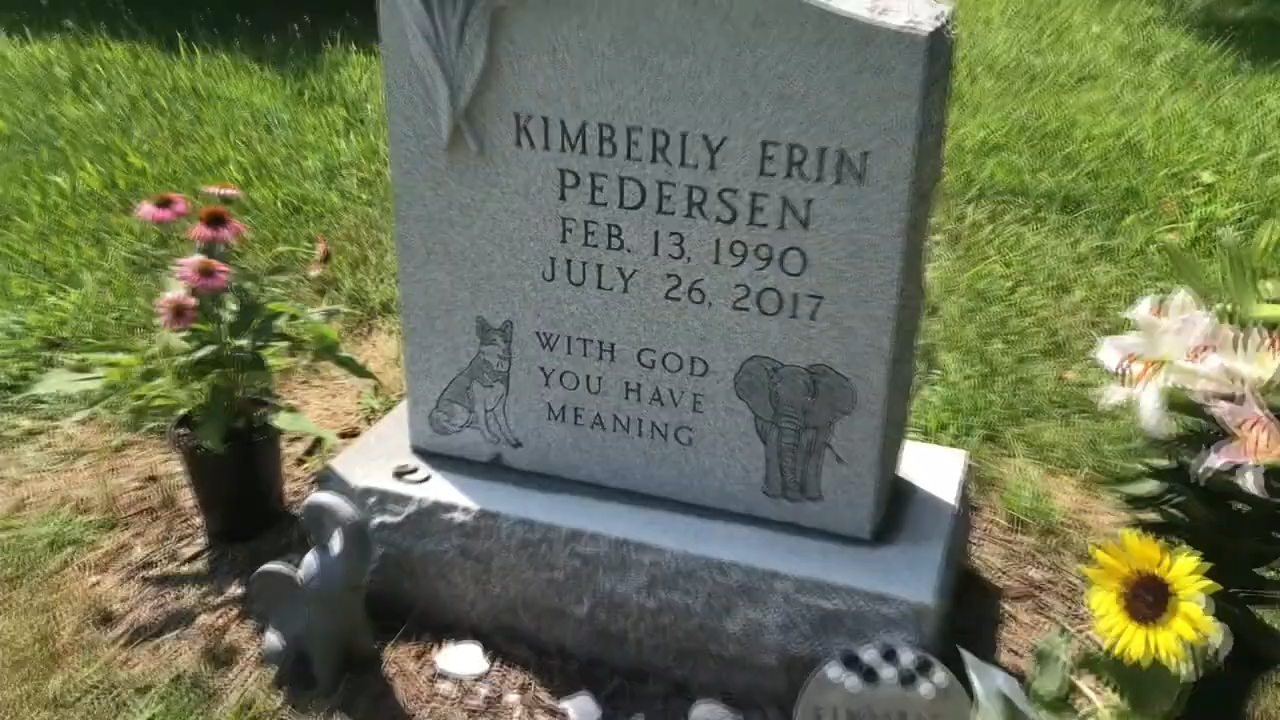 KIMBERLY ERIN
PEDERSEN
FEB. 13, 1990
JULY 26, 2017
WITH GOD
YOU HAVE
MEANING